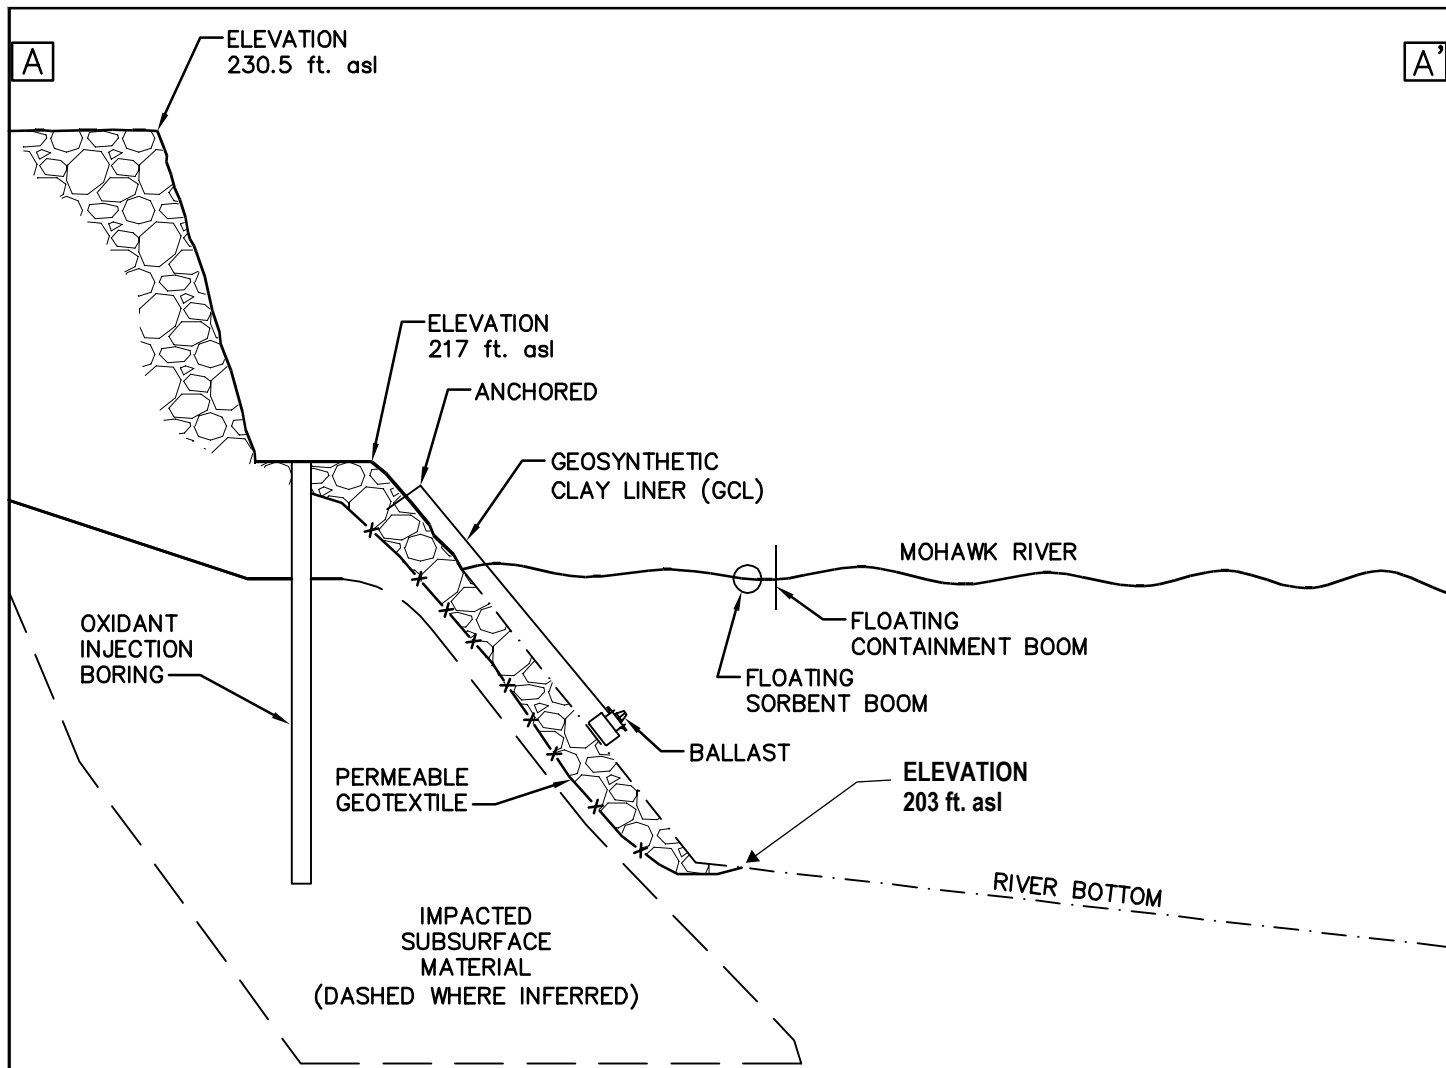 A
ELEVATION
230.5 ft. asl
A'
ELEVATION
217 ft. asl
ANCHORED
GEOSYNTHETIC
CLAY LINER (GCL)
MOHAWK RIVER
OXIDANT
INJECTION
BORING
FLOATING
CONTAINMENT BOOM
FLOATING
SORBENT BOOM
BALLAST
PERMEABLE
GEOTEXTILE
ELEVATION
203 ft. asl
RIVER BOTTOM
IMPACTED
SUBSURFACE
MATERIAL
(DASHED WHERE INFERRED)